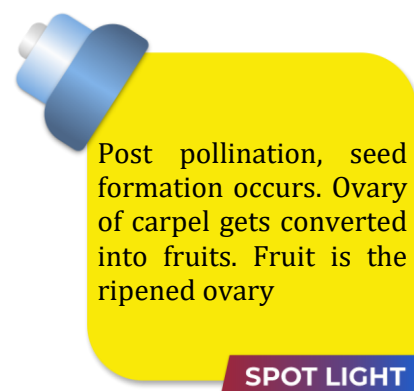 Post pollination, seed
formation occurs. Ovary
of carpel gets converted
into fruits. Fruit is the
ripened ovary
SPOT LIGHT